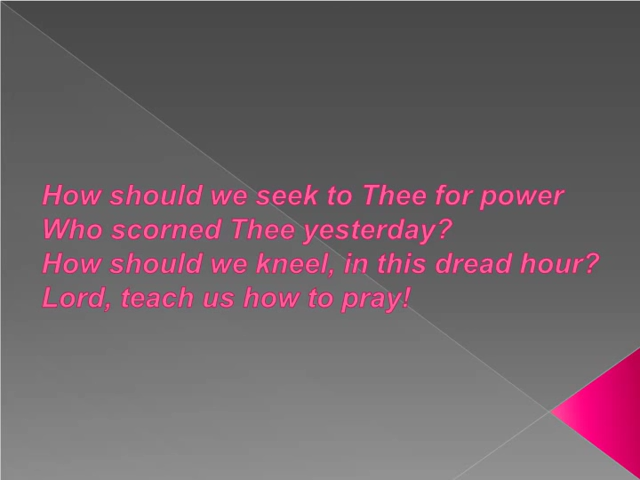 How should we seek to Thee for power
Who scorned Thee yesterday?
How should we kneel, in this dread hour?
Lord, teach us how to pray!